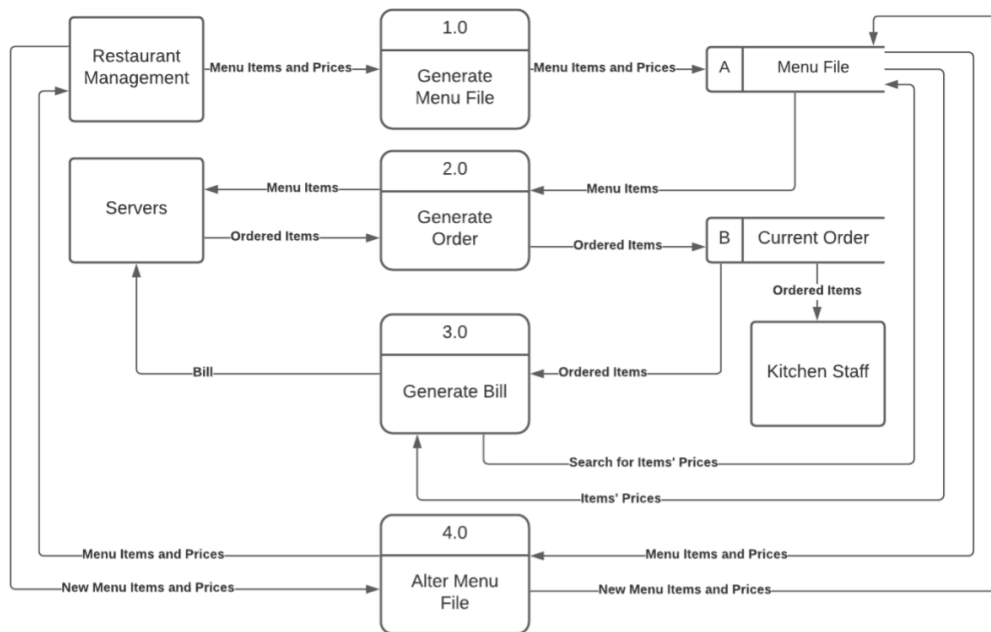 1.0
Restaurant
Management
Menu Items and Prices
Generate
Menu File
Menu Items and Prices
A
Menu File
2.0
Servers
Menu Items
Menu Items
Generate
Order
Ordered Items
Ordered Items
B
Current Order
Ordered Items
3.0
Generate Bill
Bill
Ordered Items
Kitchen Staff
Search for Items' Prices
Items' Prices
4.0
Menu Items and Prices
Menu Items and Prices
Alter Menu
File
New Menu Items and Prices
New Menu Items and Prices